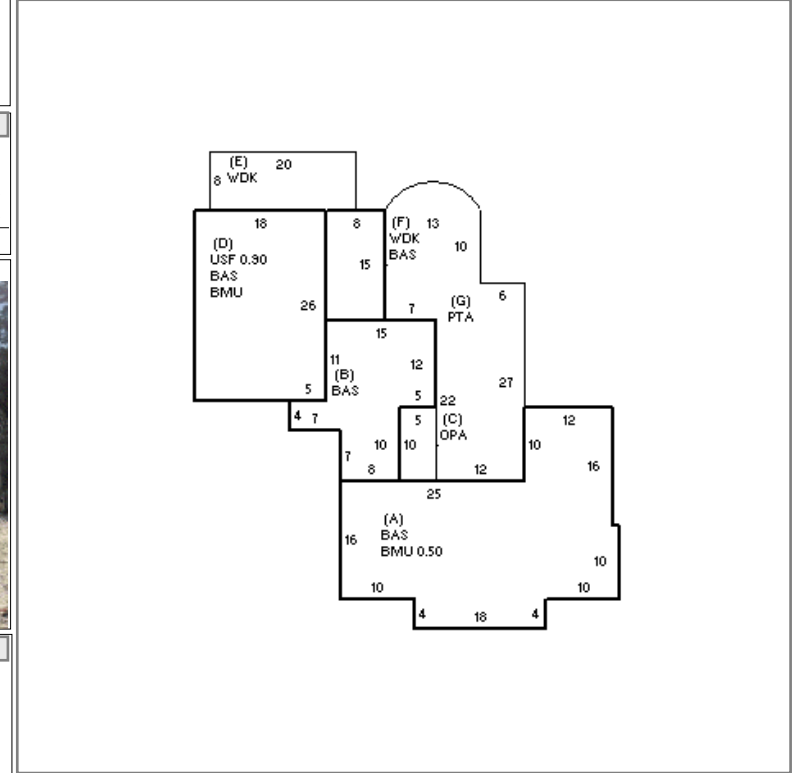 (E) 20
8 WDK
18 8 (F) 13
WDK 10
(D) BAS
USF 0.90 15
BAS
BMU
6
26 7 (G)
PTA
15
11 12
(B) 27
5 BAS 5 22
4 7 5 (C) 12
OPA
10 10 10
7 16
8 12
25
(A)
16 BAS
BMU 0.50 10
10 10
4 18 4